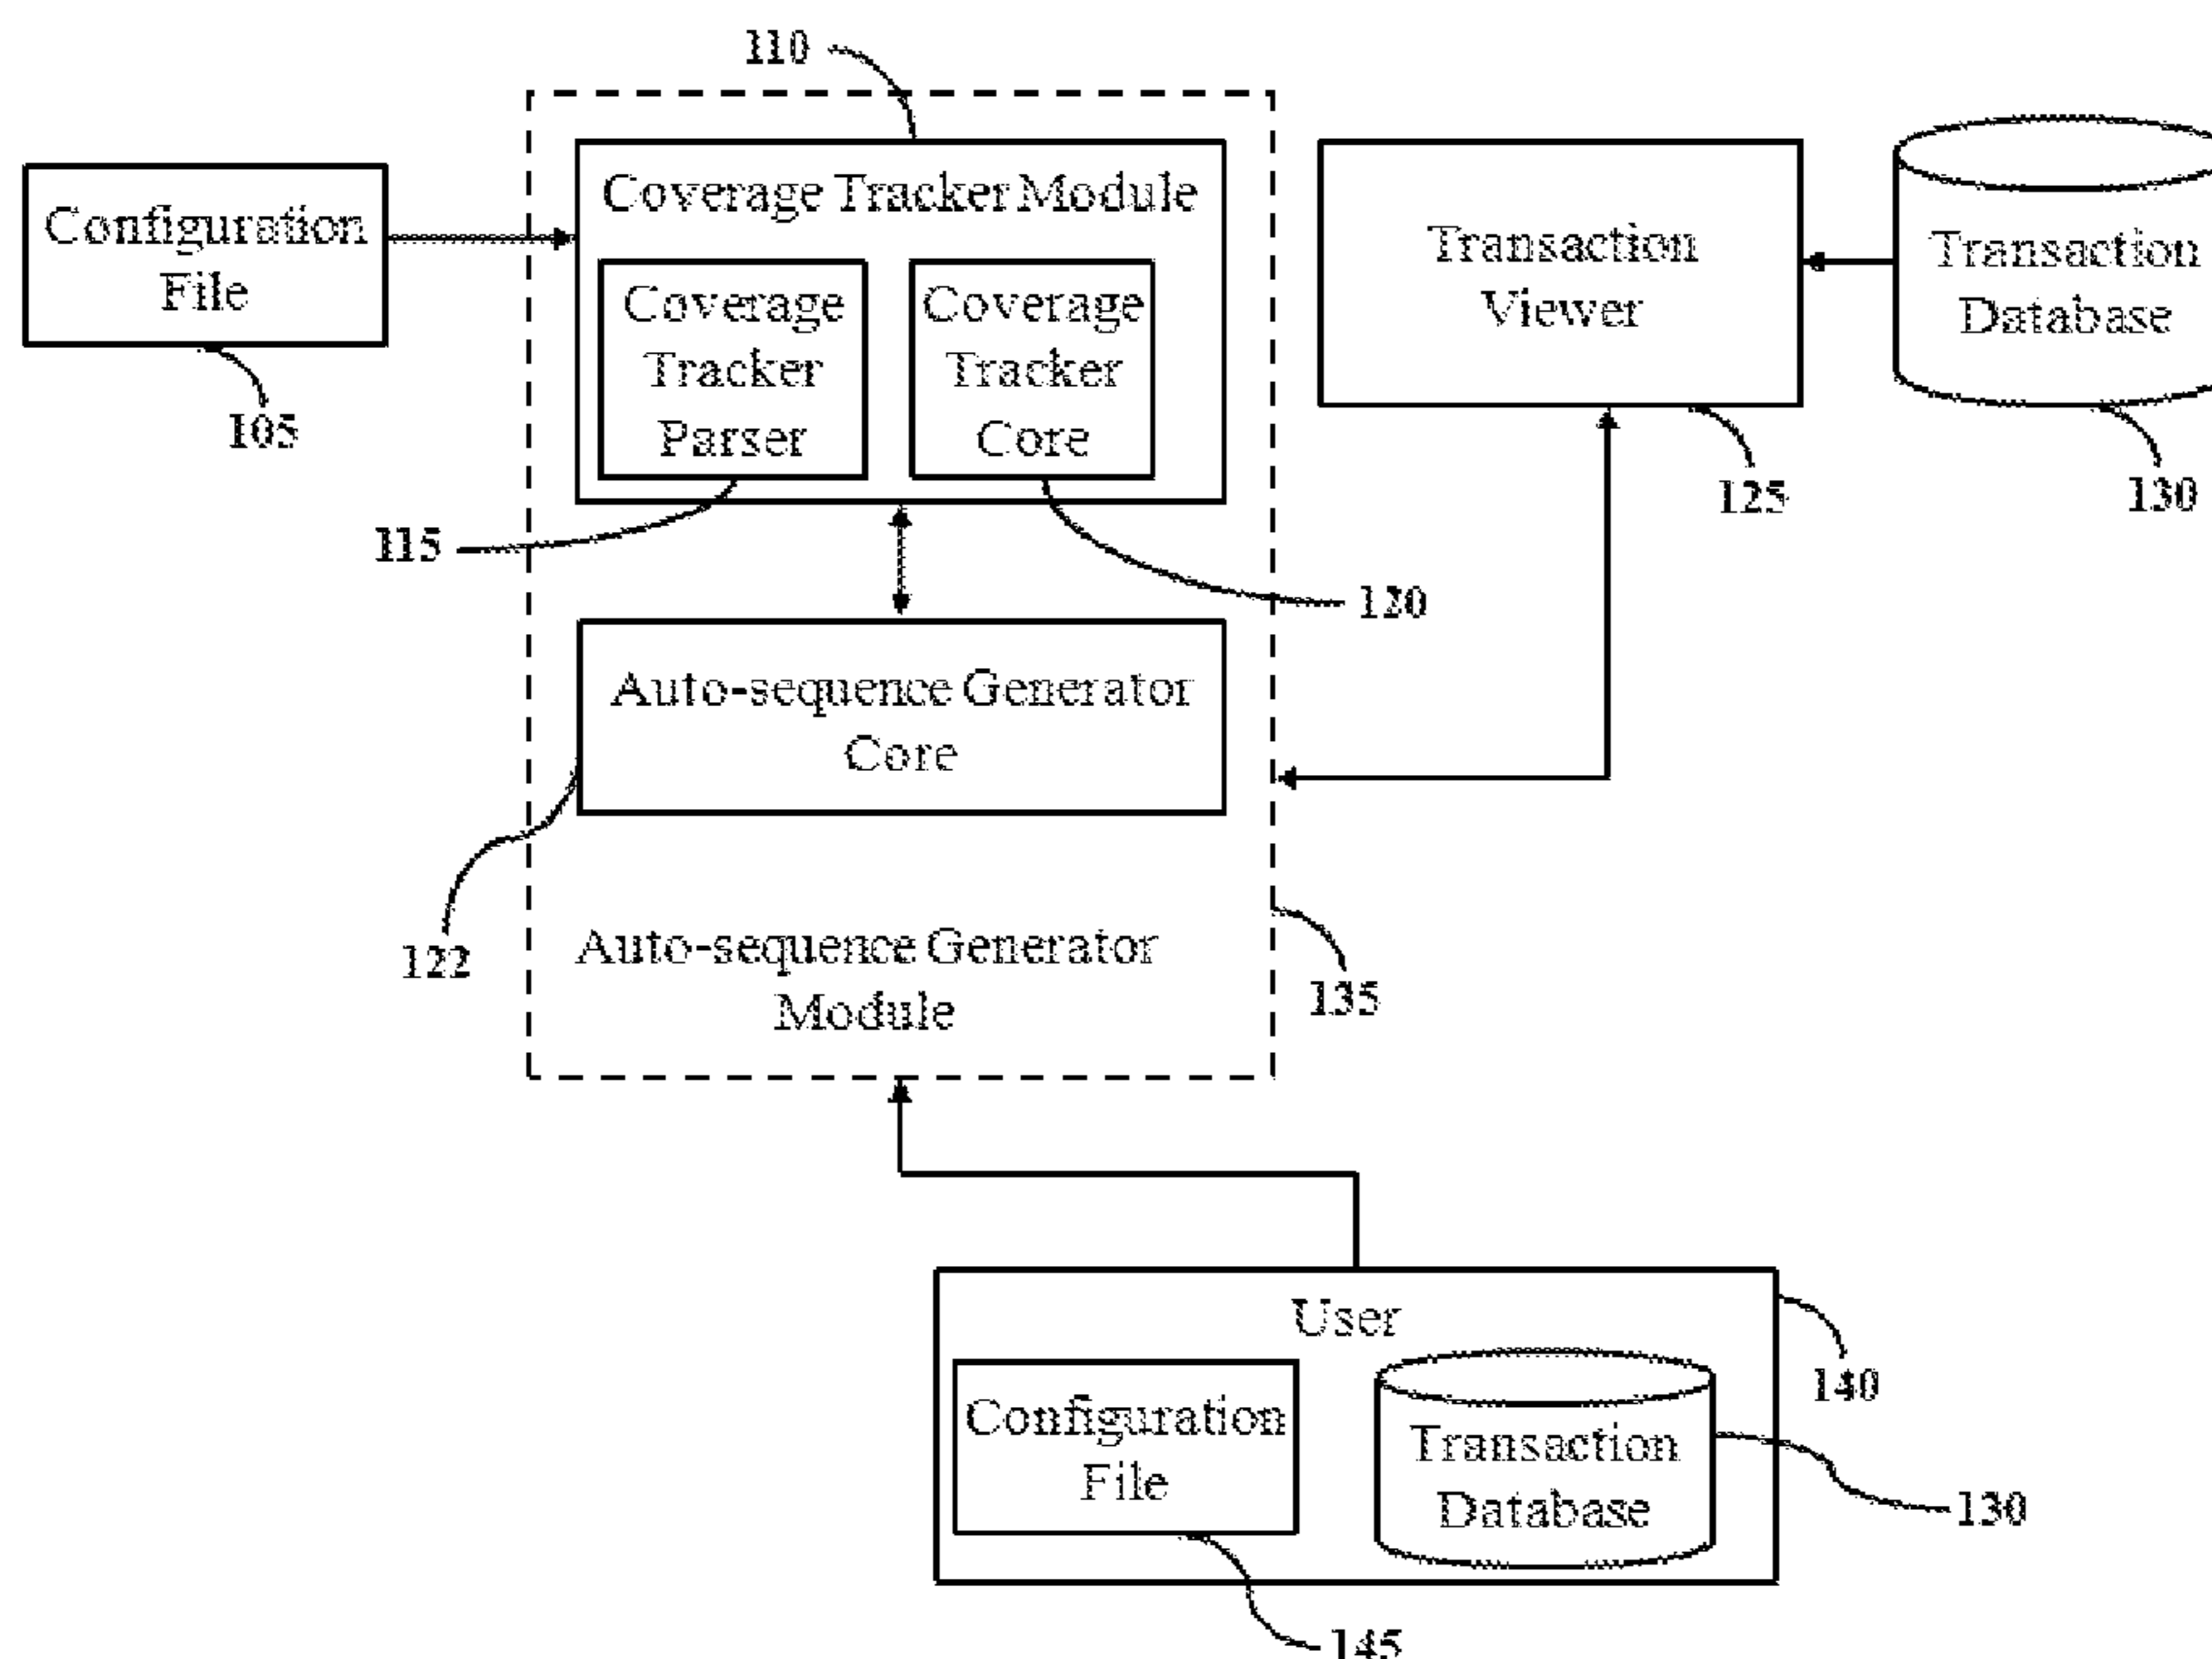 110
Coverage Tracker Module
Configuration
File
Coverage
Tracker
Parser
Coverage
Tracker
Core
Transaction
Viewer
Transaction
Database
105
125
130
115
120
Auto-sequence Generator
Core
122
Auto-sequence Generator
Module
135
User
140
Configuration
File
Transaction
Database
130
145